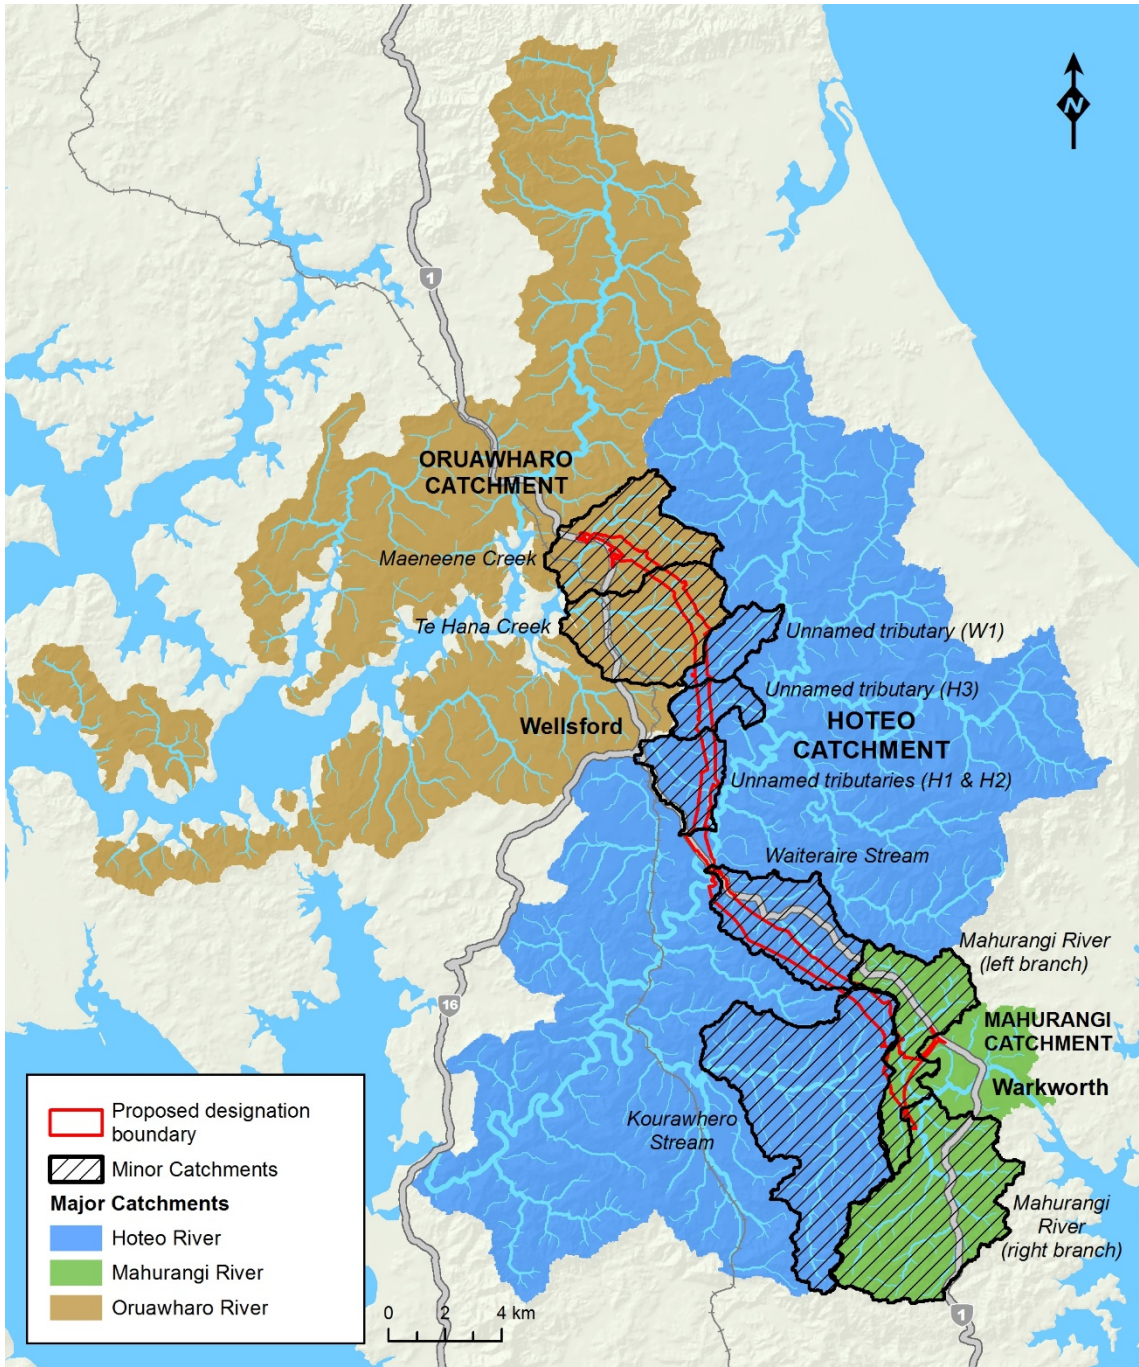 N
1
ORUAWHARO
CATCHMENT
Maeneene Creek
Te Hana Creek
Unnamed tributary (W1)
Unnamed tributary (H3)
Wellsford
HOTEO
CATCHMENT
Unnamed tributaries (H1 & H2)
Waiteraire Stream
Mahurangi River
(left branch)
16
MAHURANGI
CATCHMENT
Warkworth
Kourawhero
Stream
Mahurangi
River
(right branch)
1
Proposed designation
boundary
Minor Catchments
Major Catchments
Hoteo River
Mahurangi River
Oruawharo River
0 2 4 km